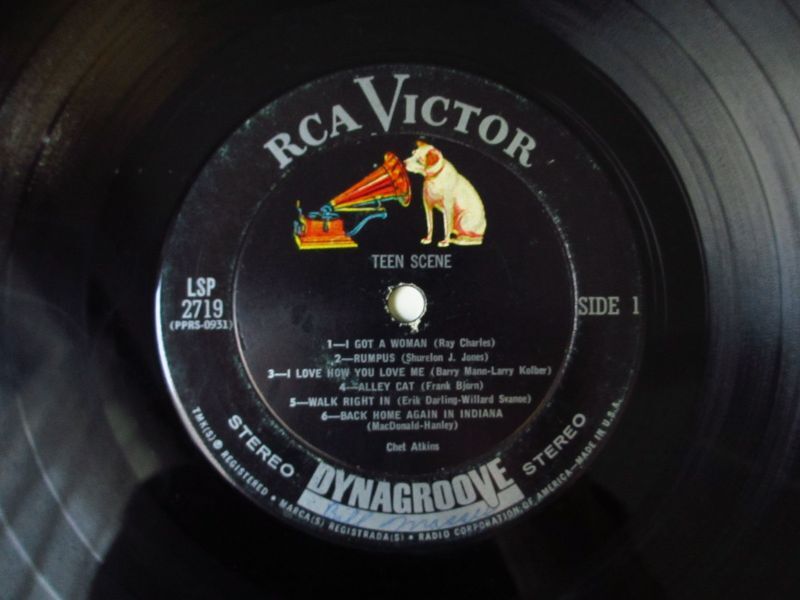 RCA VICTOR
TEEN SCENE
LSP
2719
(PPRS-0931)
SIDE 1
1—I GOT A WOMAN (Ray Charles)
2—RUMPUS (Shurelon J. Jones)
3—I LOVE HOW YOU LOVE ME (Barry Mann-Larry Kolber)
4—ALLEY CAT (Frank Bjorn)
5—WALK RIGHT IN (Erik Darling-Willard Svanoe)
6—BACK HOME AGAIN IN INDIANA
(MacDonald-Hanley)
Chet Atkins
STEREO
DYNAGROOVE
STEREO
TMK(S) ® REGISTERED • MARCA(S) REGISTRADA(S) • RADIO CORPORATION OF AMERICA—MADE IN U.S.A.